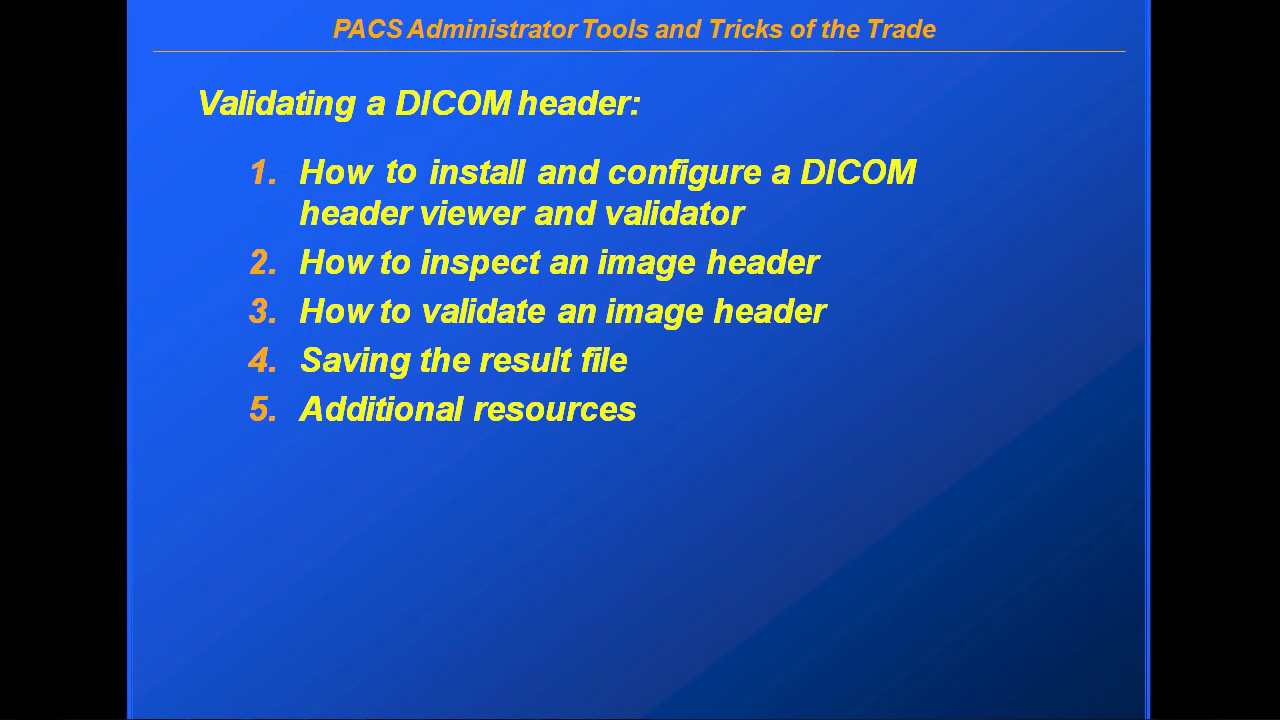 PACS Administrator Tools and Tricks of the Trade
Validating a DICOM header:
1. How to install and configure a DICOM
header viewer and validator
2. How to inspect an image header
3. How to validate an image header
4. Saving the result file
5. Additional resources